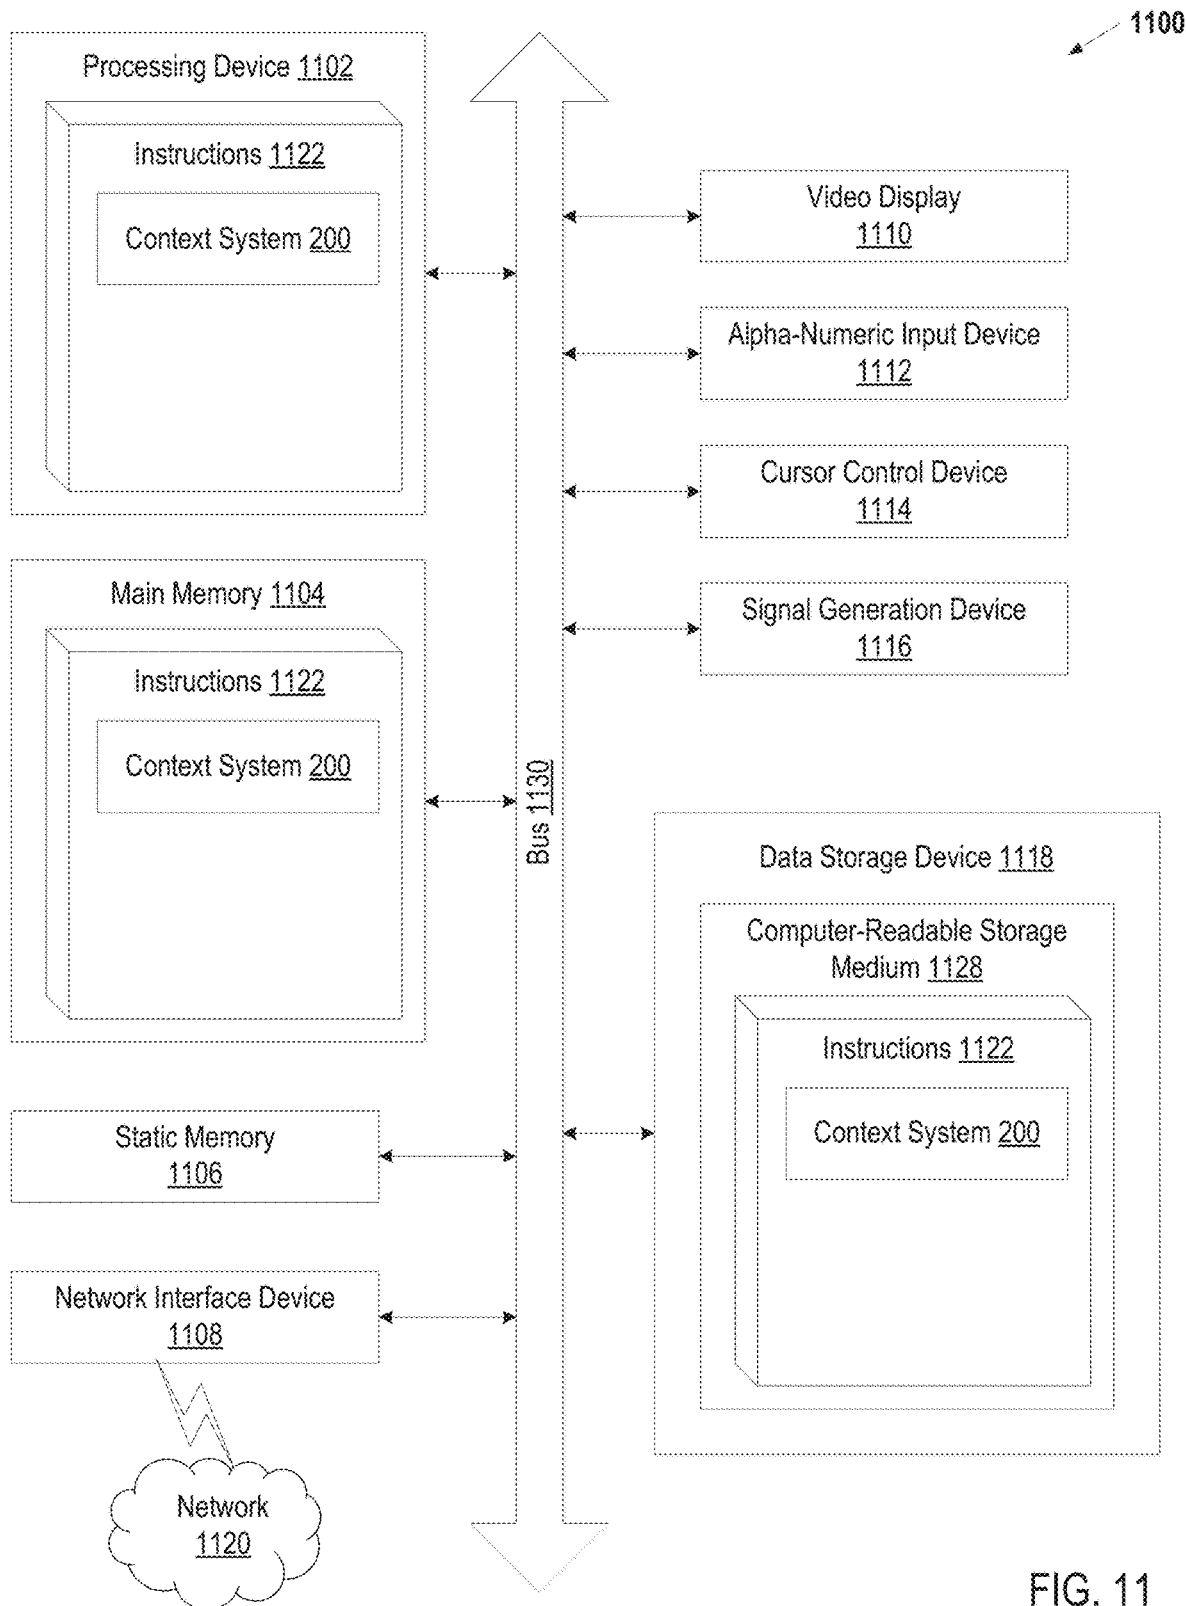 1100
Processing Device 1102
Instructions 1122
Context System 200
Main Memory 1104
Instructions 1122
Context System 200
Static Memory
1106
Network Interface Device
1108
Network
1120
Bus 1130
Video Display
1110
Alpha-Numeric Input Device
1112
Cursor Control Device
1114
Signal Generation Device
1116
Data Storage Device 1118
Computer-Readable Storage
Medium 1128
Instructions 1122
Context System 200
FIG. 11